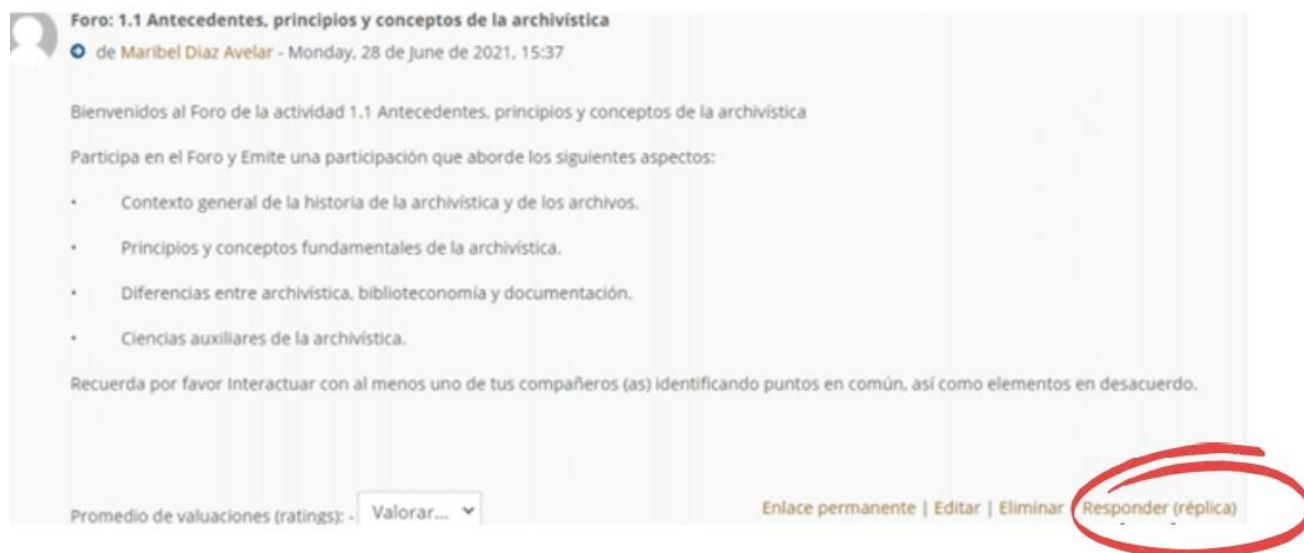 Foro: 1.1 Antecedentes, principios y conceptos de la archivística
de Maribel Diaz Avelar - Monday, 28 de June de 2021, 15:37
Bienvenidos al Foro de la actividad 1.1 Antecedentes, principios y conceptos de la archivística
Participa en el Foro y Emite una participación que aborde los siguientes aspectos:
• Contexto general de la historia de la archivística y de los archivos.
• Principios y conceptos fundamentales de la archivística.
• Diferencias entre archivística, biblioteconomía y documentación.
• Ciencias auxiliares de la archivística.
Recuerda por favor Interactuar con al menos uno de tus compañeros (as) identificando puntos en común, así como elementos en desacuerdo.
Promedio de valuaciones (ratings): - Valorar... Enlace permanente | Editar | Eliminar | Responder (réplica)